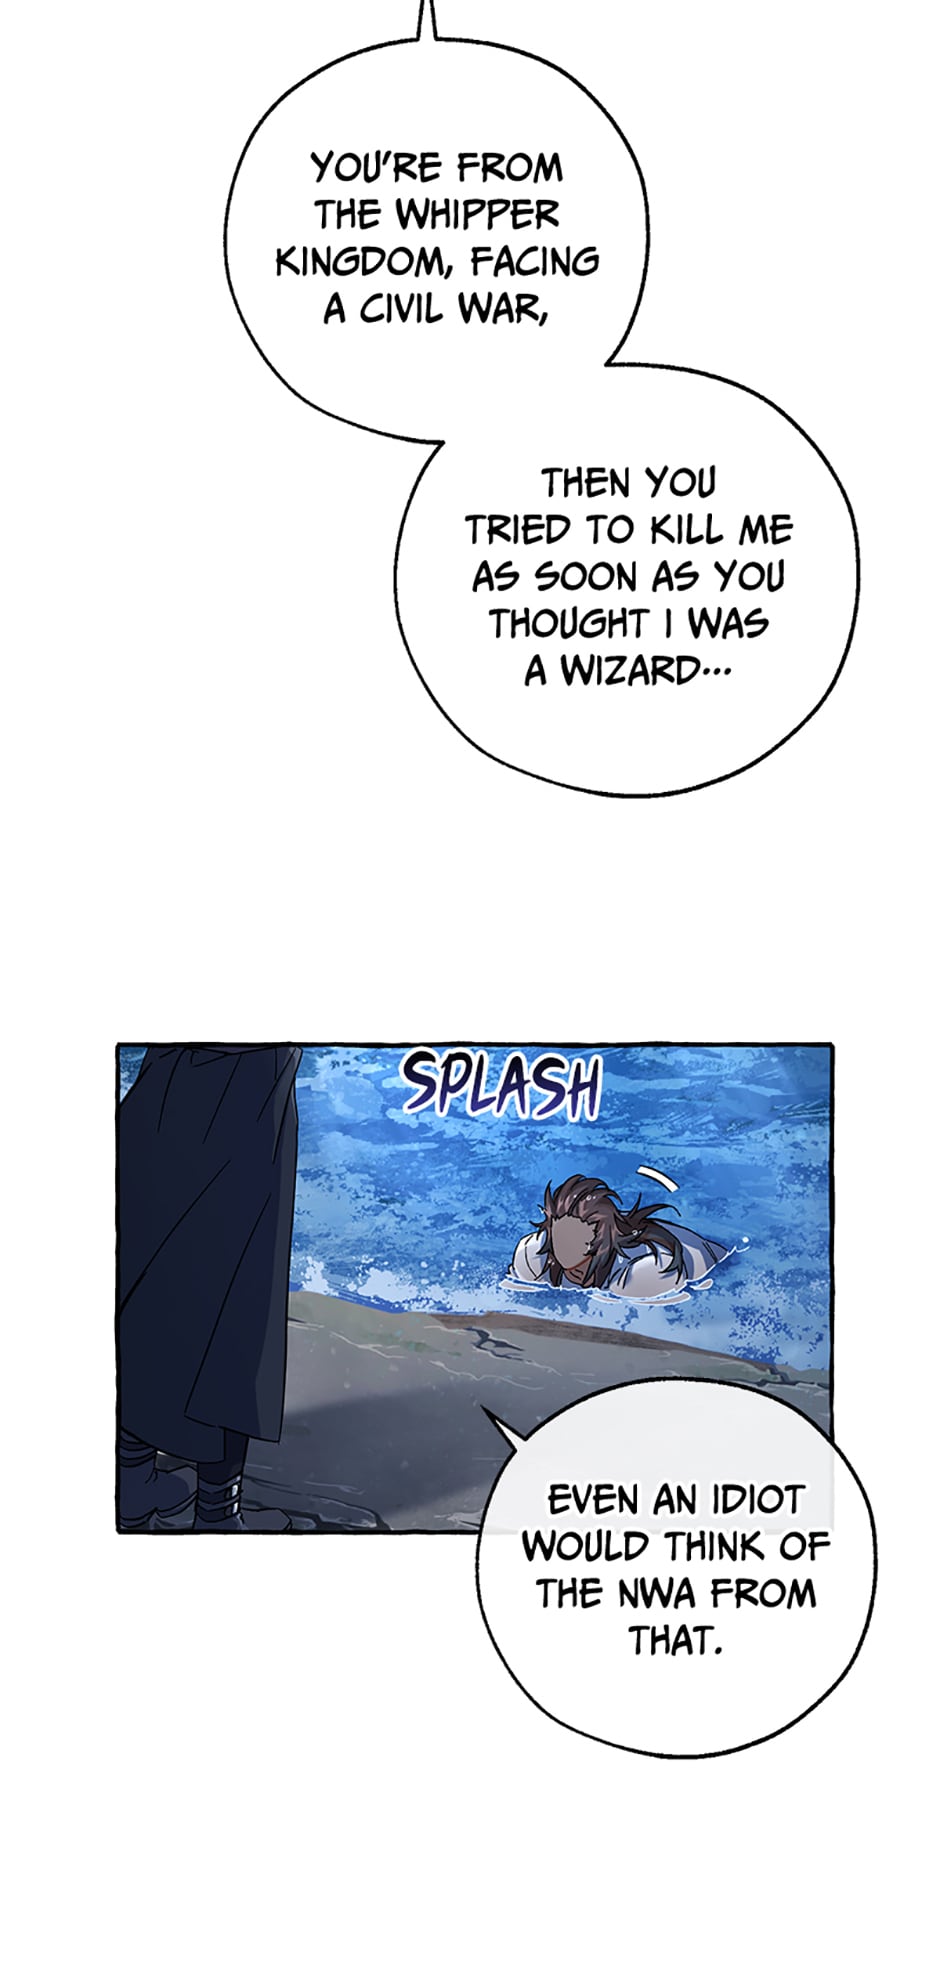 YOU'RE FROM
THE WHIPPER
KINGDOM, FACING
A CIVIL WAR,
THEN YOU
TRIED TO KILL ME
AS SOON AS YOU
THOUGHT I WAS
A WIZARD...
SPLASH
EVEN AN IDIOT
WOULD THINK OF
THE NWA FROM
THAT.